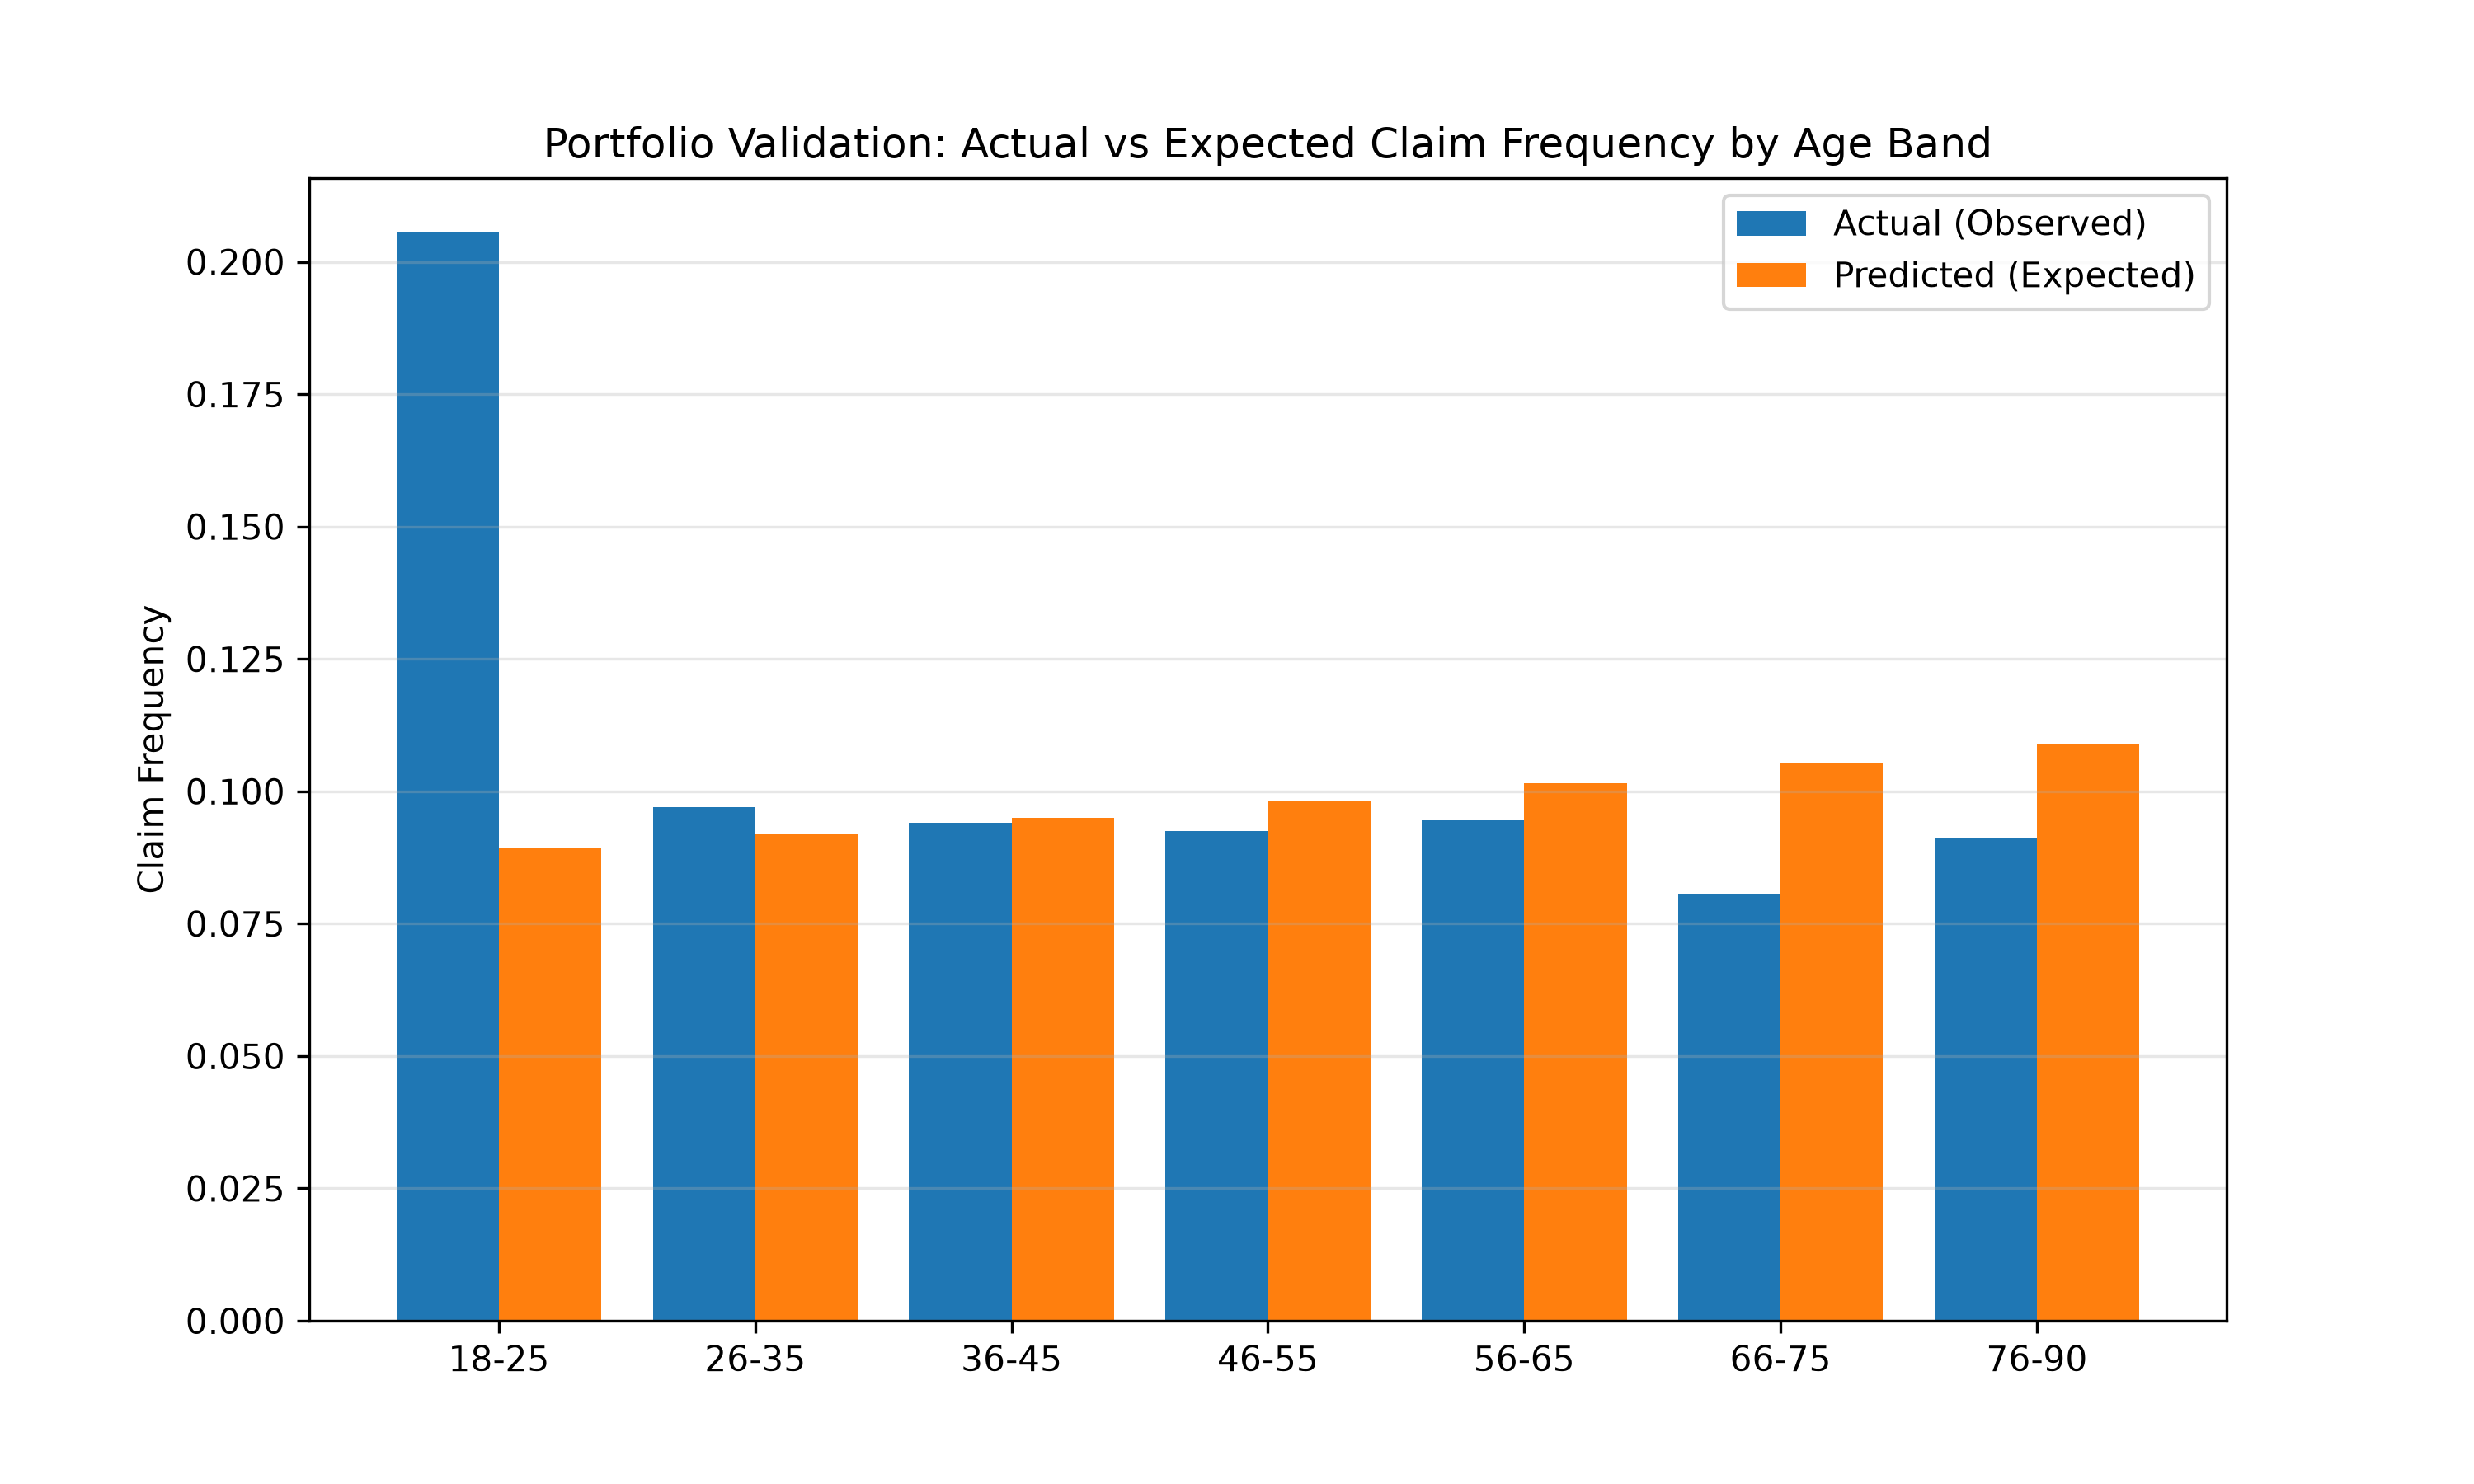 Portfolio Validation: Actual vs Expected Claim Frequency by Age Band
Actual (Observed)
Predicted (Expected)
Claim Frequency
0.200
0.175
0.150
0.125
0.100
0.075
0.050
0.025
0.000
18-25 26-35 36-45 46-55 56-65 66-75 76-90